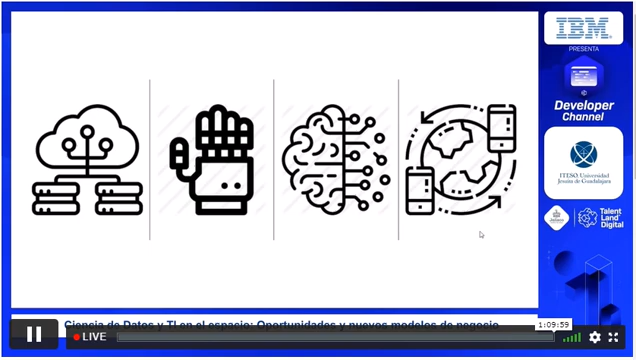 IBM
PRESENTA
Developer
Channel
ITESO, Universidad
Jesuita de Guadalajara
Jalisco
Talent
Land
Digital
Ciencia de Datos y TI en el espacio: Oportunidades y nuevos modelos de negocio
1:09:59
LIVE